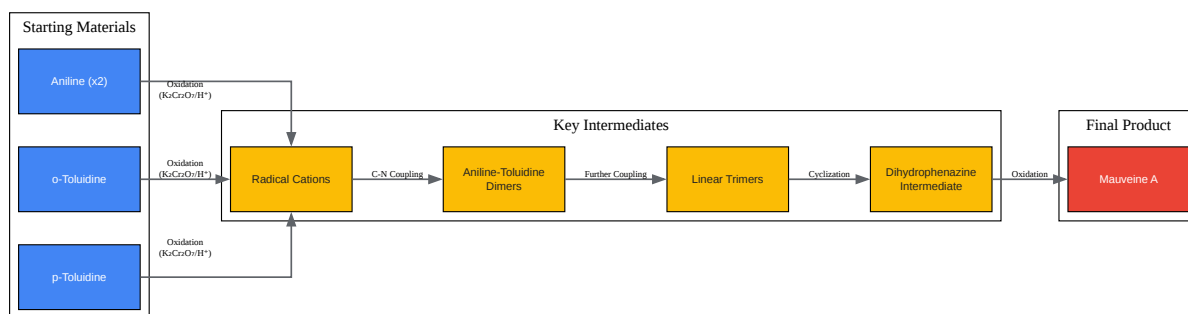 Starting Materials
Aniline (x2)
Oxidation
(K₂Cr₂O₇/H⁺)
o-Toluidine
Oxidation
(K₂Cr₂O₇/H⁺)
p-Toluidine
Oxidation
(K₂Cr₂O₇/H⁺)
Key Intermediates
Radical Cations
C-N Coupling
Aniline-Toluidine
Dimers
Further Coupling
Linear Trimers
Cyclization
Dihydrophenazine
Intermediate
Oxidation
Final Product
Mauveine A